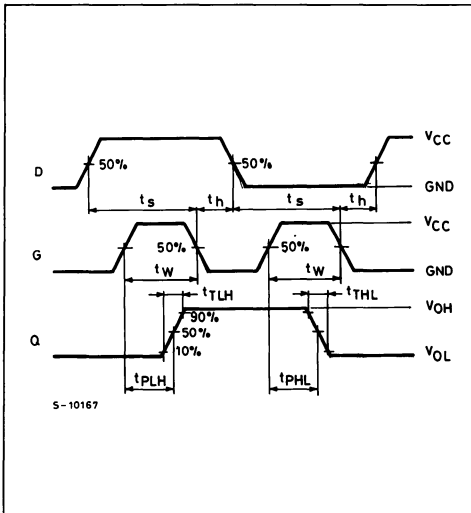 VCC
D 50% 50%
GND
ts th ts th
VCC
G 50% 50%
tW tW
GND
tTLH tTHL
VOH
90%
Q 50%
10%
VOL
tPLH tPHL
S-10167